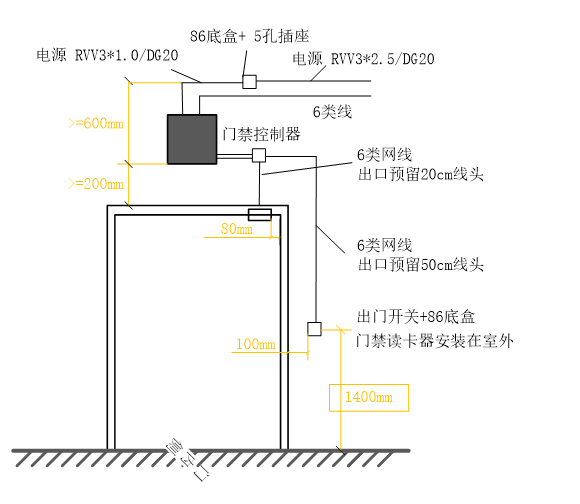 86底盒+ 5孔插座
电源 RVV3*1.0/DG20
电源 RVV3*2.5/DG20
6类线
>=600mm
门禁控制器
6类网线
出口预留20cm线头
>=200mm
80mm
6类网线
出口预留50cm线头
出门开关+86底盒
门禁读卡器安装在室外
100mm
1400mm
门内侧